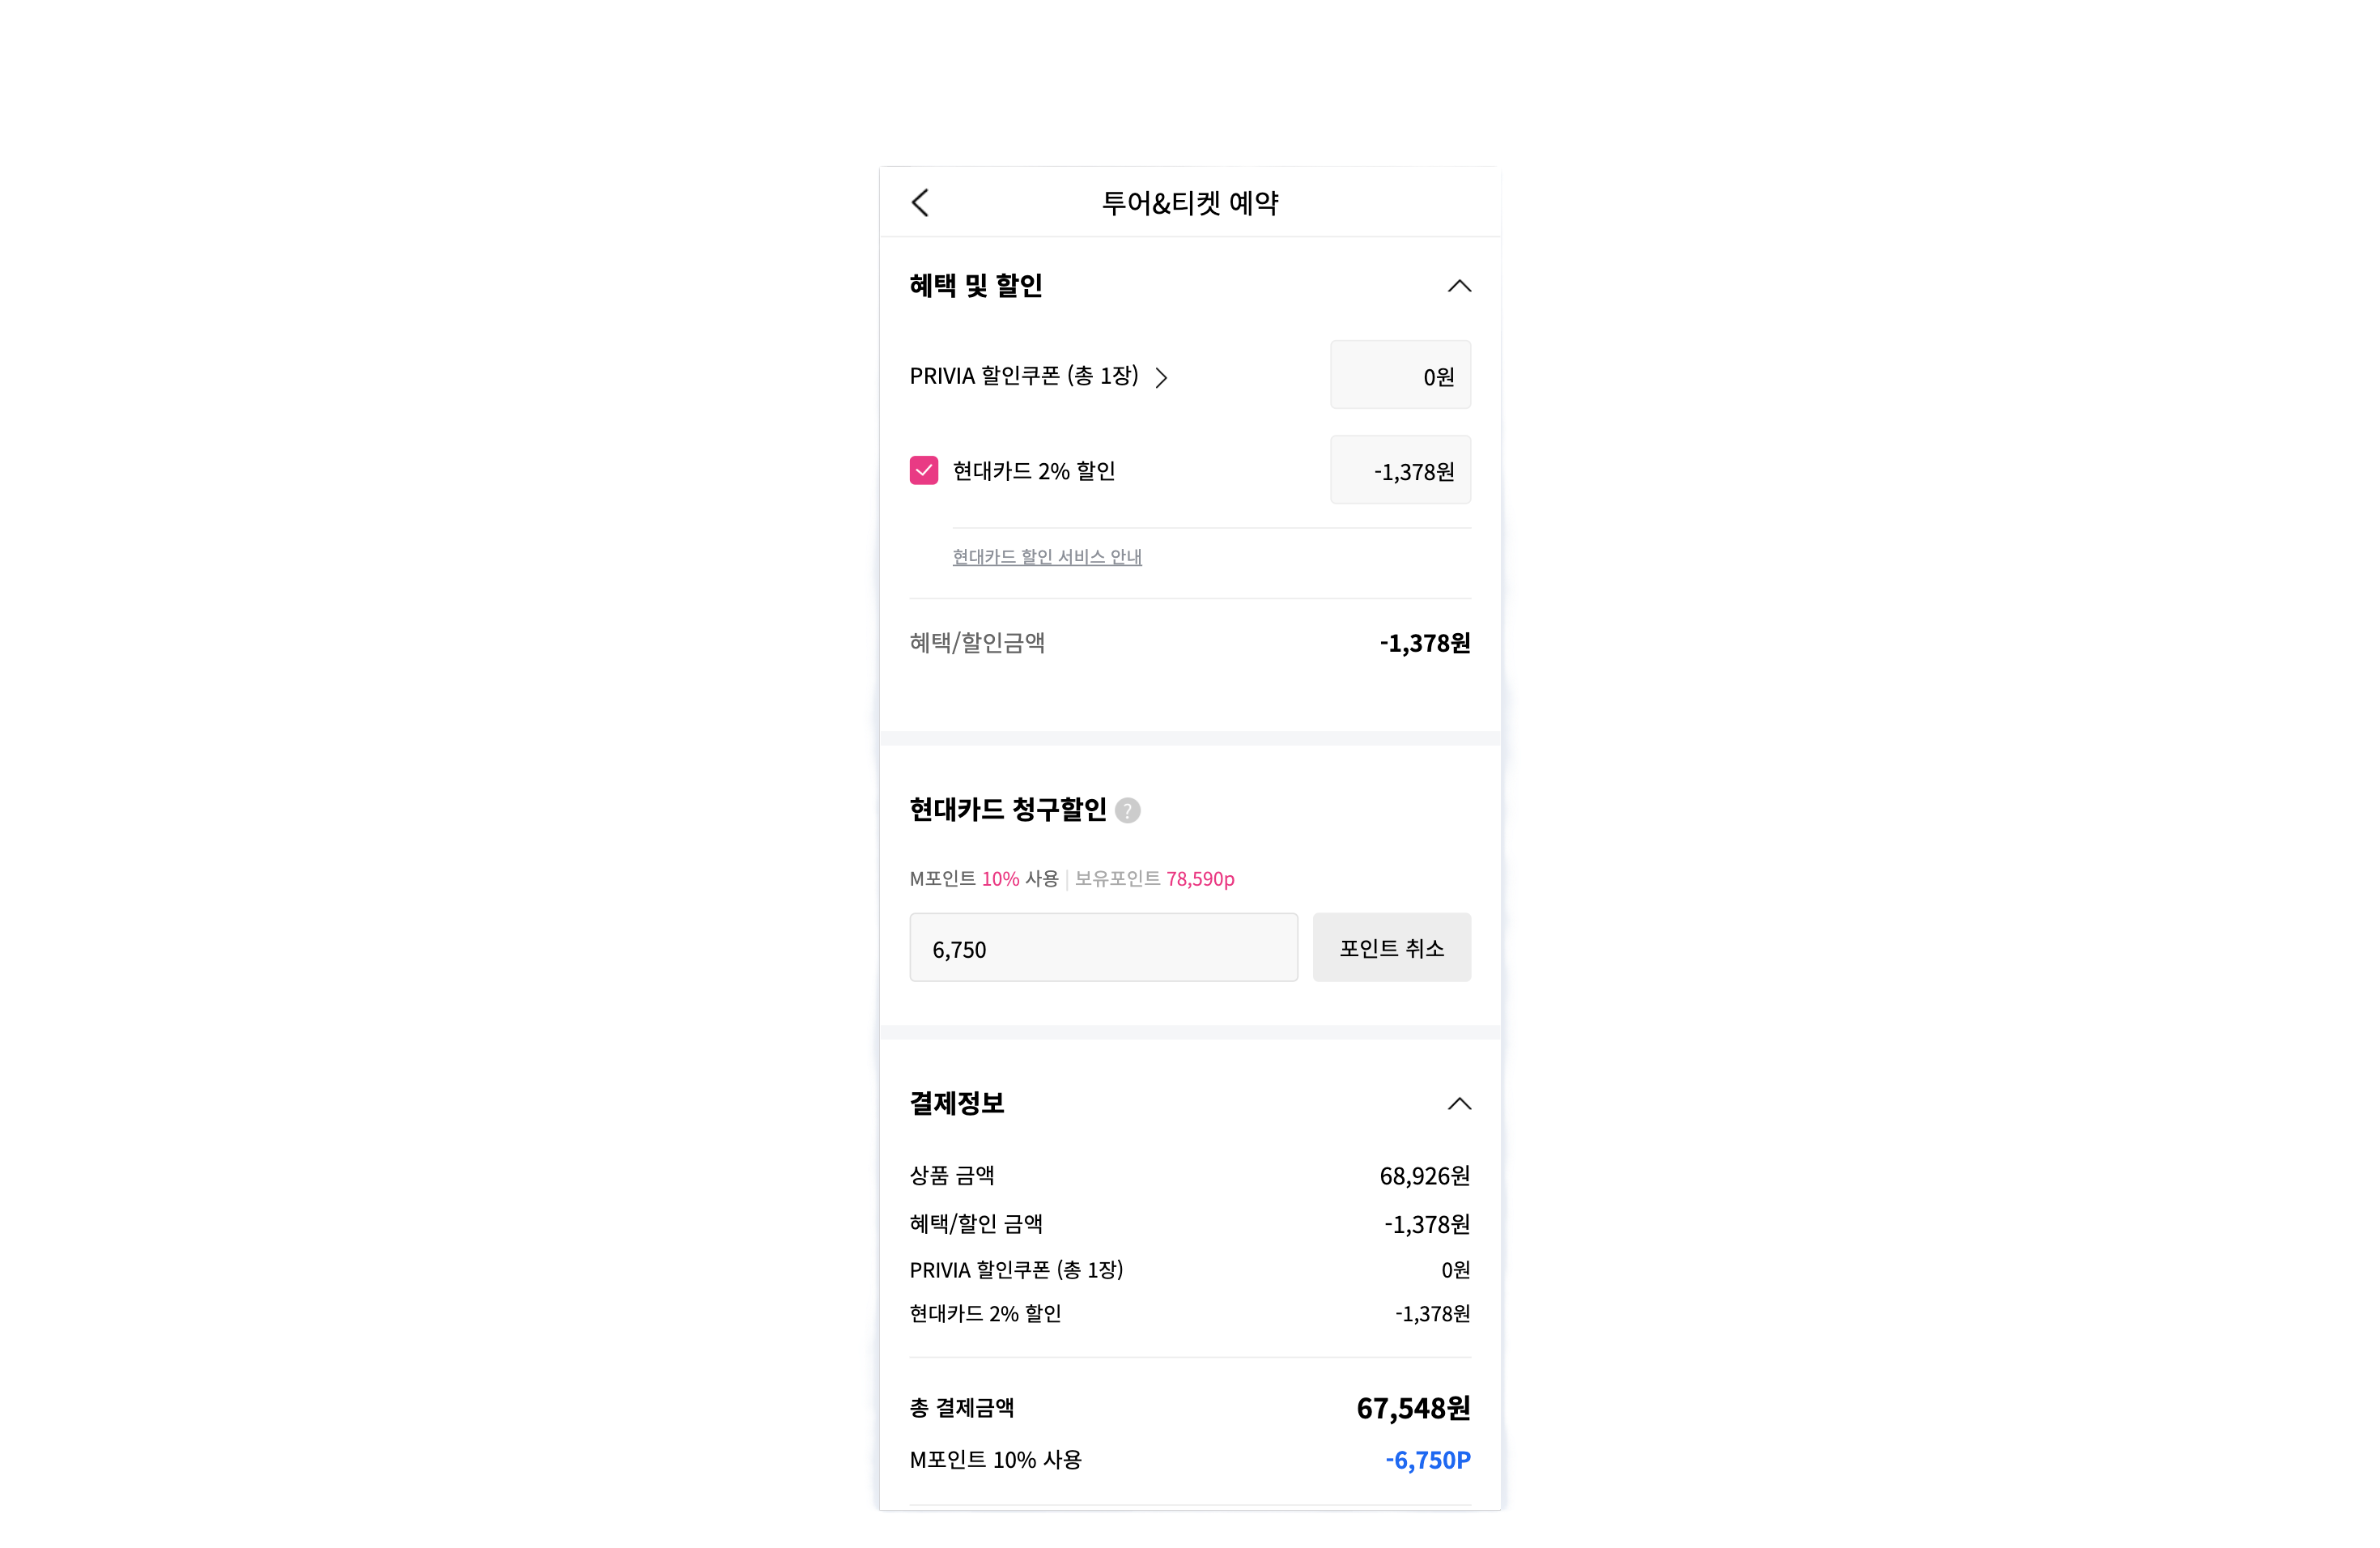 투어&티켓 예약
혜택 및 할인
PRIVIA 할인쿠폰 (총 1장) 0원
현대카드 2% 할인 -1,378원
현대카드 할인 서비스 안내
혜택/할인금액 -1,378원
현대카드 청구할인 ?
M포인트 10% 사용 | 보유포인트 78,590p
6,750 포인트 취소
결제정보
상품 금액 68,926원
혜택/할인 금액 -1,378원
PRIVIA 할인쿠폰 (총 1장) 0원
현대카드 2% 할인 -1,378원
총 결제금액 67,548원
M포인트 10% 사용 -6,750P